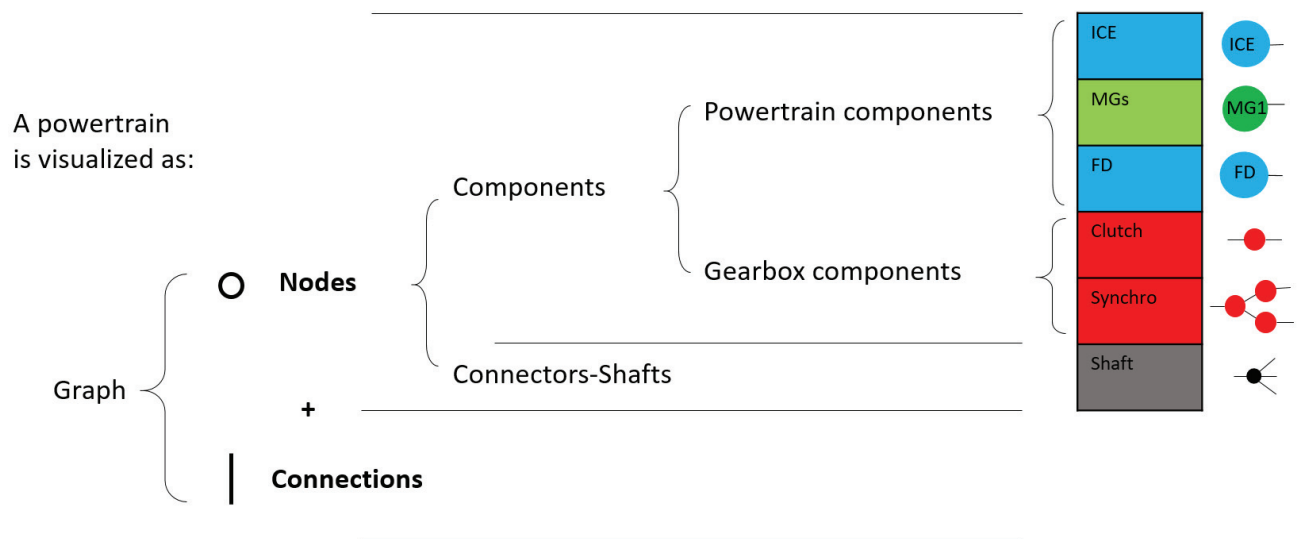 A powertrain
is visualized as:
Graph
Nodes
+
Connections
Components
Connectors-Shafts
Powertrain components
Gearbox components
ICE
ICE
MGs
MG1
FD
FD
Clutch
Synchro
Shaft